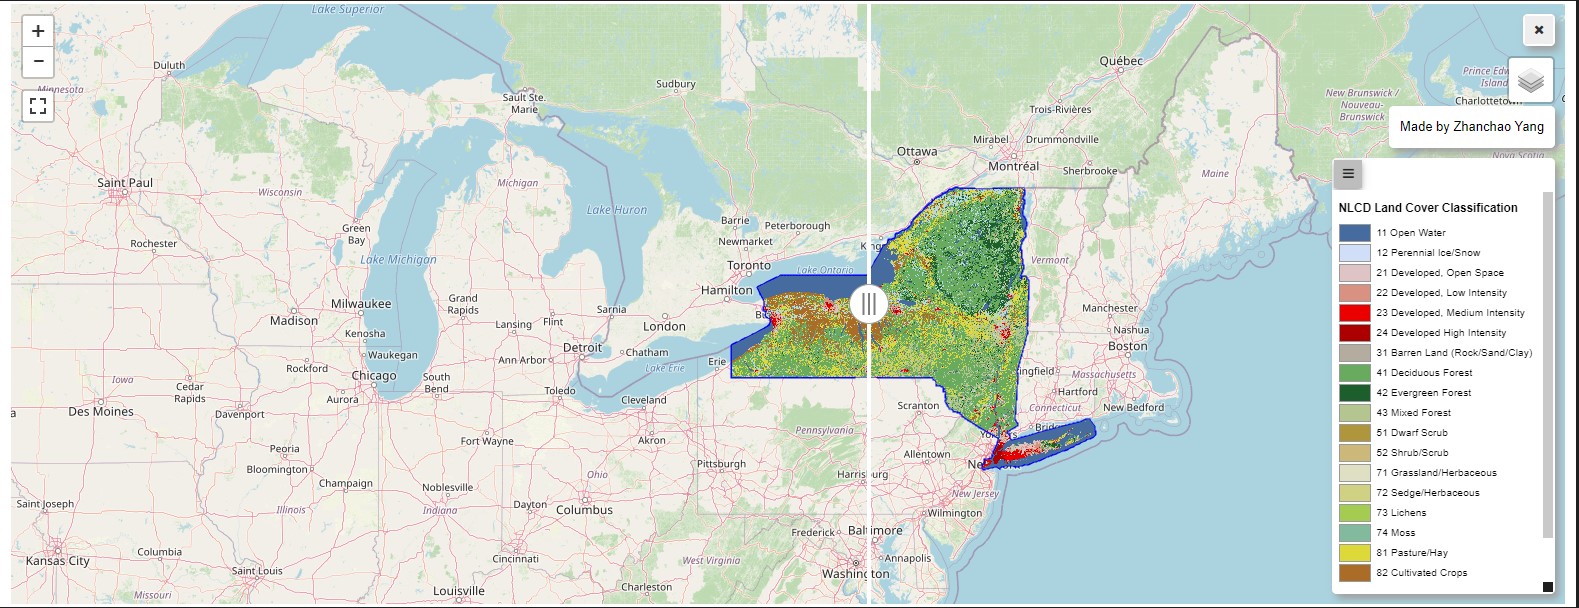 +
−
Lake Superior
Duluth
Minnesota
Sault Ste.
Marie
Sudbury
Québec
Trois-Rivières
Mirabel
Drummondville
Ottawa
Montréal
Sherbrooke
New Brunswick /
Nouveau-
Brunswick
Charlottetown
Made by Zhanchao Yang
Nova Scotia
Maine
Saint Paul
Wisconsin
Michigan
Lake Huron
Barrie
Peterborough
Newmarket
Green
Bay
Rochester
Lake Michigan
Toronto
Lake Ontario
Vermont
Hamilton
Milwaukee
Madison
Grand
Rapids
Sarnia
Kenosha
Lansing
Flint
London
Manchester
Nashua
Boston
Waukegan
Ann Arbor
Detroit
Chatham
Lake Erie
Erie
Rockford
Chicago
Iowa
Cedar
Rapids
Aurora
South
Bend
Toledo
Cleveland
Massachusetts
Hartford
Connecticut
New Bedford
Des Moines
Davenport
Scranton
Fort Wayne
Akron
Pennsylvania
Peoria
Bloomington
Pittsburgh
Allentown
Harrisburg
Ohio
Champaign
Noblesville
New Jersey
Saint Joseph
Illinois
Indiana
Dayton
Columbus
Wilmington
Frederick
Baltimore
Kansas City
Columbia
Cincinnati
West Virginia
Annapolis
Saint Louis
Washington
Missouri
Louisville
Charleston
NLCD Land Cover Classification
11 Open Water
12 Perennial Ice/Snow
21 Developed, Open Space
22 Developed, Low Intensity
23 Developed, Medium Intensity
24 Developed High Intensity
31 Barren Land (Rock/Sand/Clay)
41 Deciduous Forest
42 Evergreen Forest
43 Mixed Forest
51 Dwarf Scrub
52 Shrub/Scrub
71 Grassland/Herbaceous
72 Sedge/Herbaceous
73 Lichens
74 Moss
81 Pasture/Hay
82 Cultivated Crops